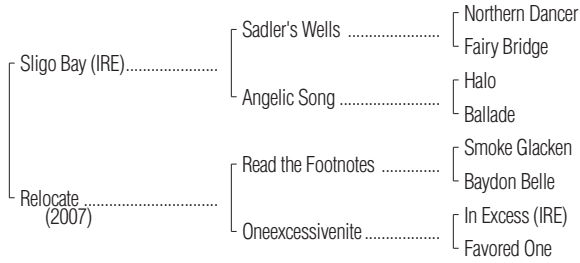 Northern Dancer
Sadler's Wells ..................
Fairy Bridge
Sligo Bay (IRE).....................
Halo
Angelic Song ....................
Ballade
Smoke Glacken
Read the Footnotes ............
Baydon Belle
Relocate .............................
(2007)
In Excess (IRE)
Oneexcessivenite ...............
Favored One